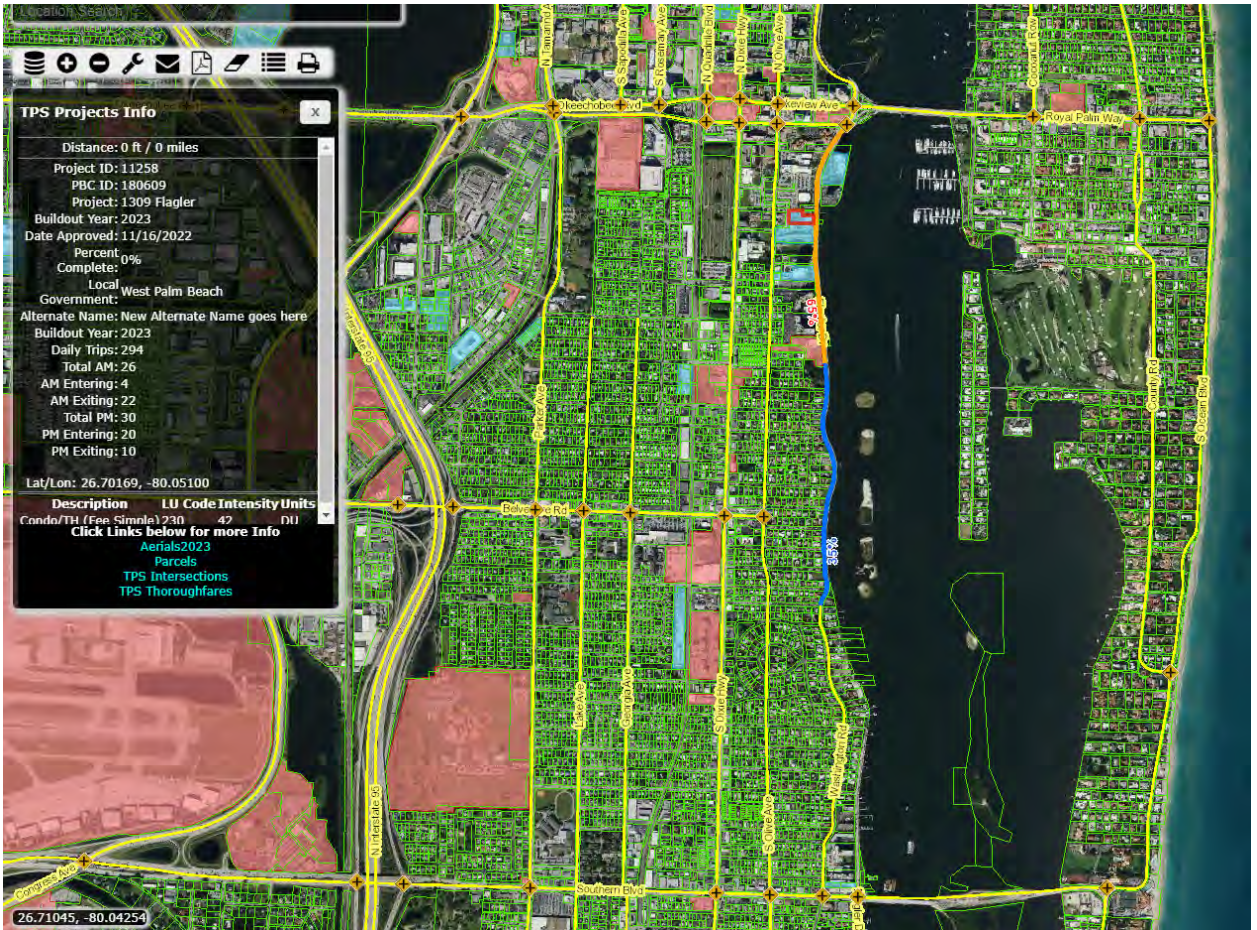 Location Search
TPS Projects Info
x
Distance: 0 ft / 0 miles
Project ID: 11258
PBC ID: 180609
Project: 1309 Flagler
Buildout Year: 2023
Date Approved: 11/16/2022
Percent Complete: 0%
Local Government: West Palm Beach
Alternate Name: New Alternate Name goes here
Buildout Year: 2023
Daily Trips: 294
Total AM: 26
AM Entering: 4
AM Exiting: 22
Total PM: 30
PM Entering: 20
PM Exiting: 10
Lat/Lon: 26.70169, -80.05100
Description LU Code Intensity Units
Condo/TH (Fee Simple) 230 42 DU
Click Links below for more Info
Aerials2023
Parcels
TPS Intersections
TPS Thoroughfares
26.71045, -80.04254
N Tamarind A
S Sapodilla Ave
S Rosemary Ave
N Quadrille Blvd
N Dixie Hwy
N Olive Ave
Cocoanut Row
Okeechobee Blvd
keview Ave
Royal Palm Way
65%
35%
Interstate 95
Parker Ave
County Rd
S Ocean Blvd
Belvedere Rd
Lake Ave
Georgia Ave
S Dixie Hwy
S Olive Ave
Washington Rd
N Interstate 95
Congress Ave
Southern Blvd